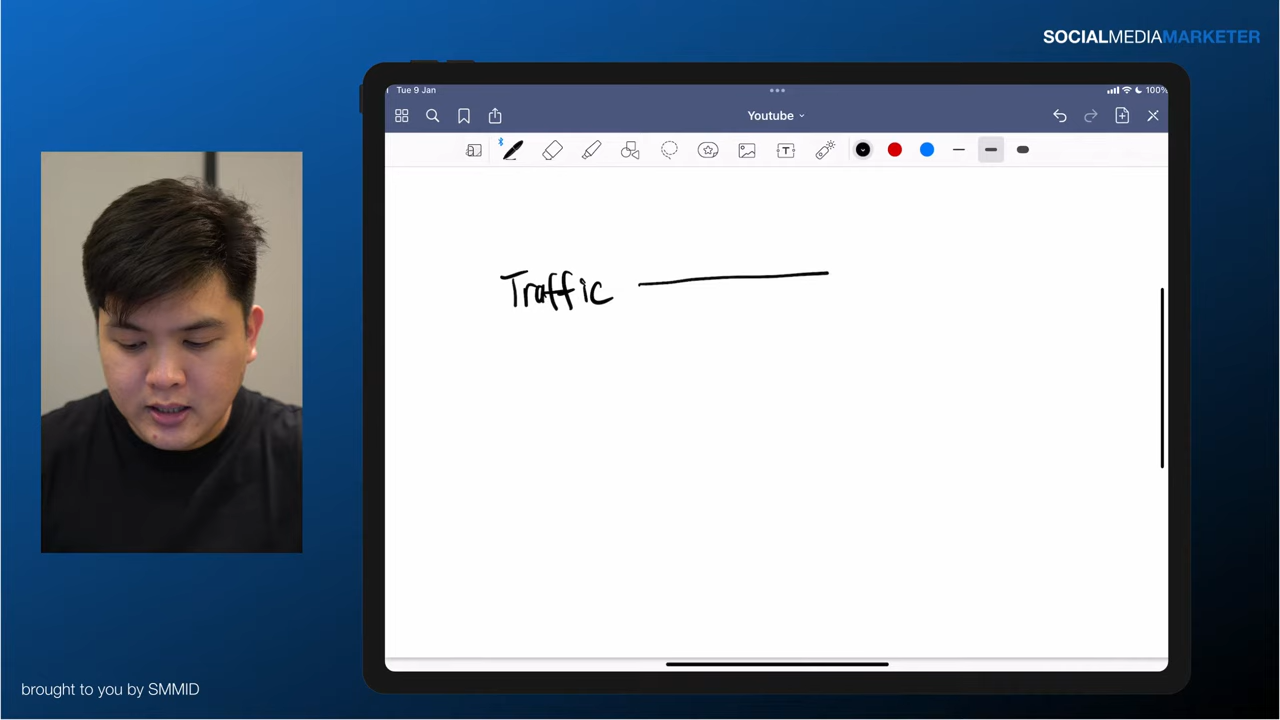 SOCIALMEDIAMARKETER
Tue 9 Jan
100%
Youtube
T
Traffic
brought to you by SMMID